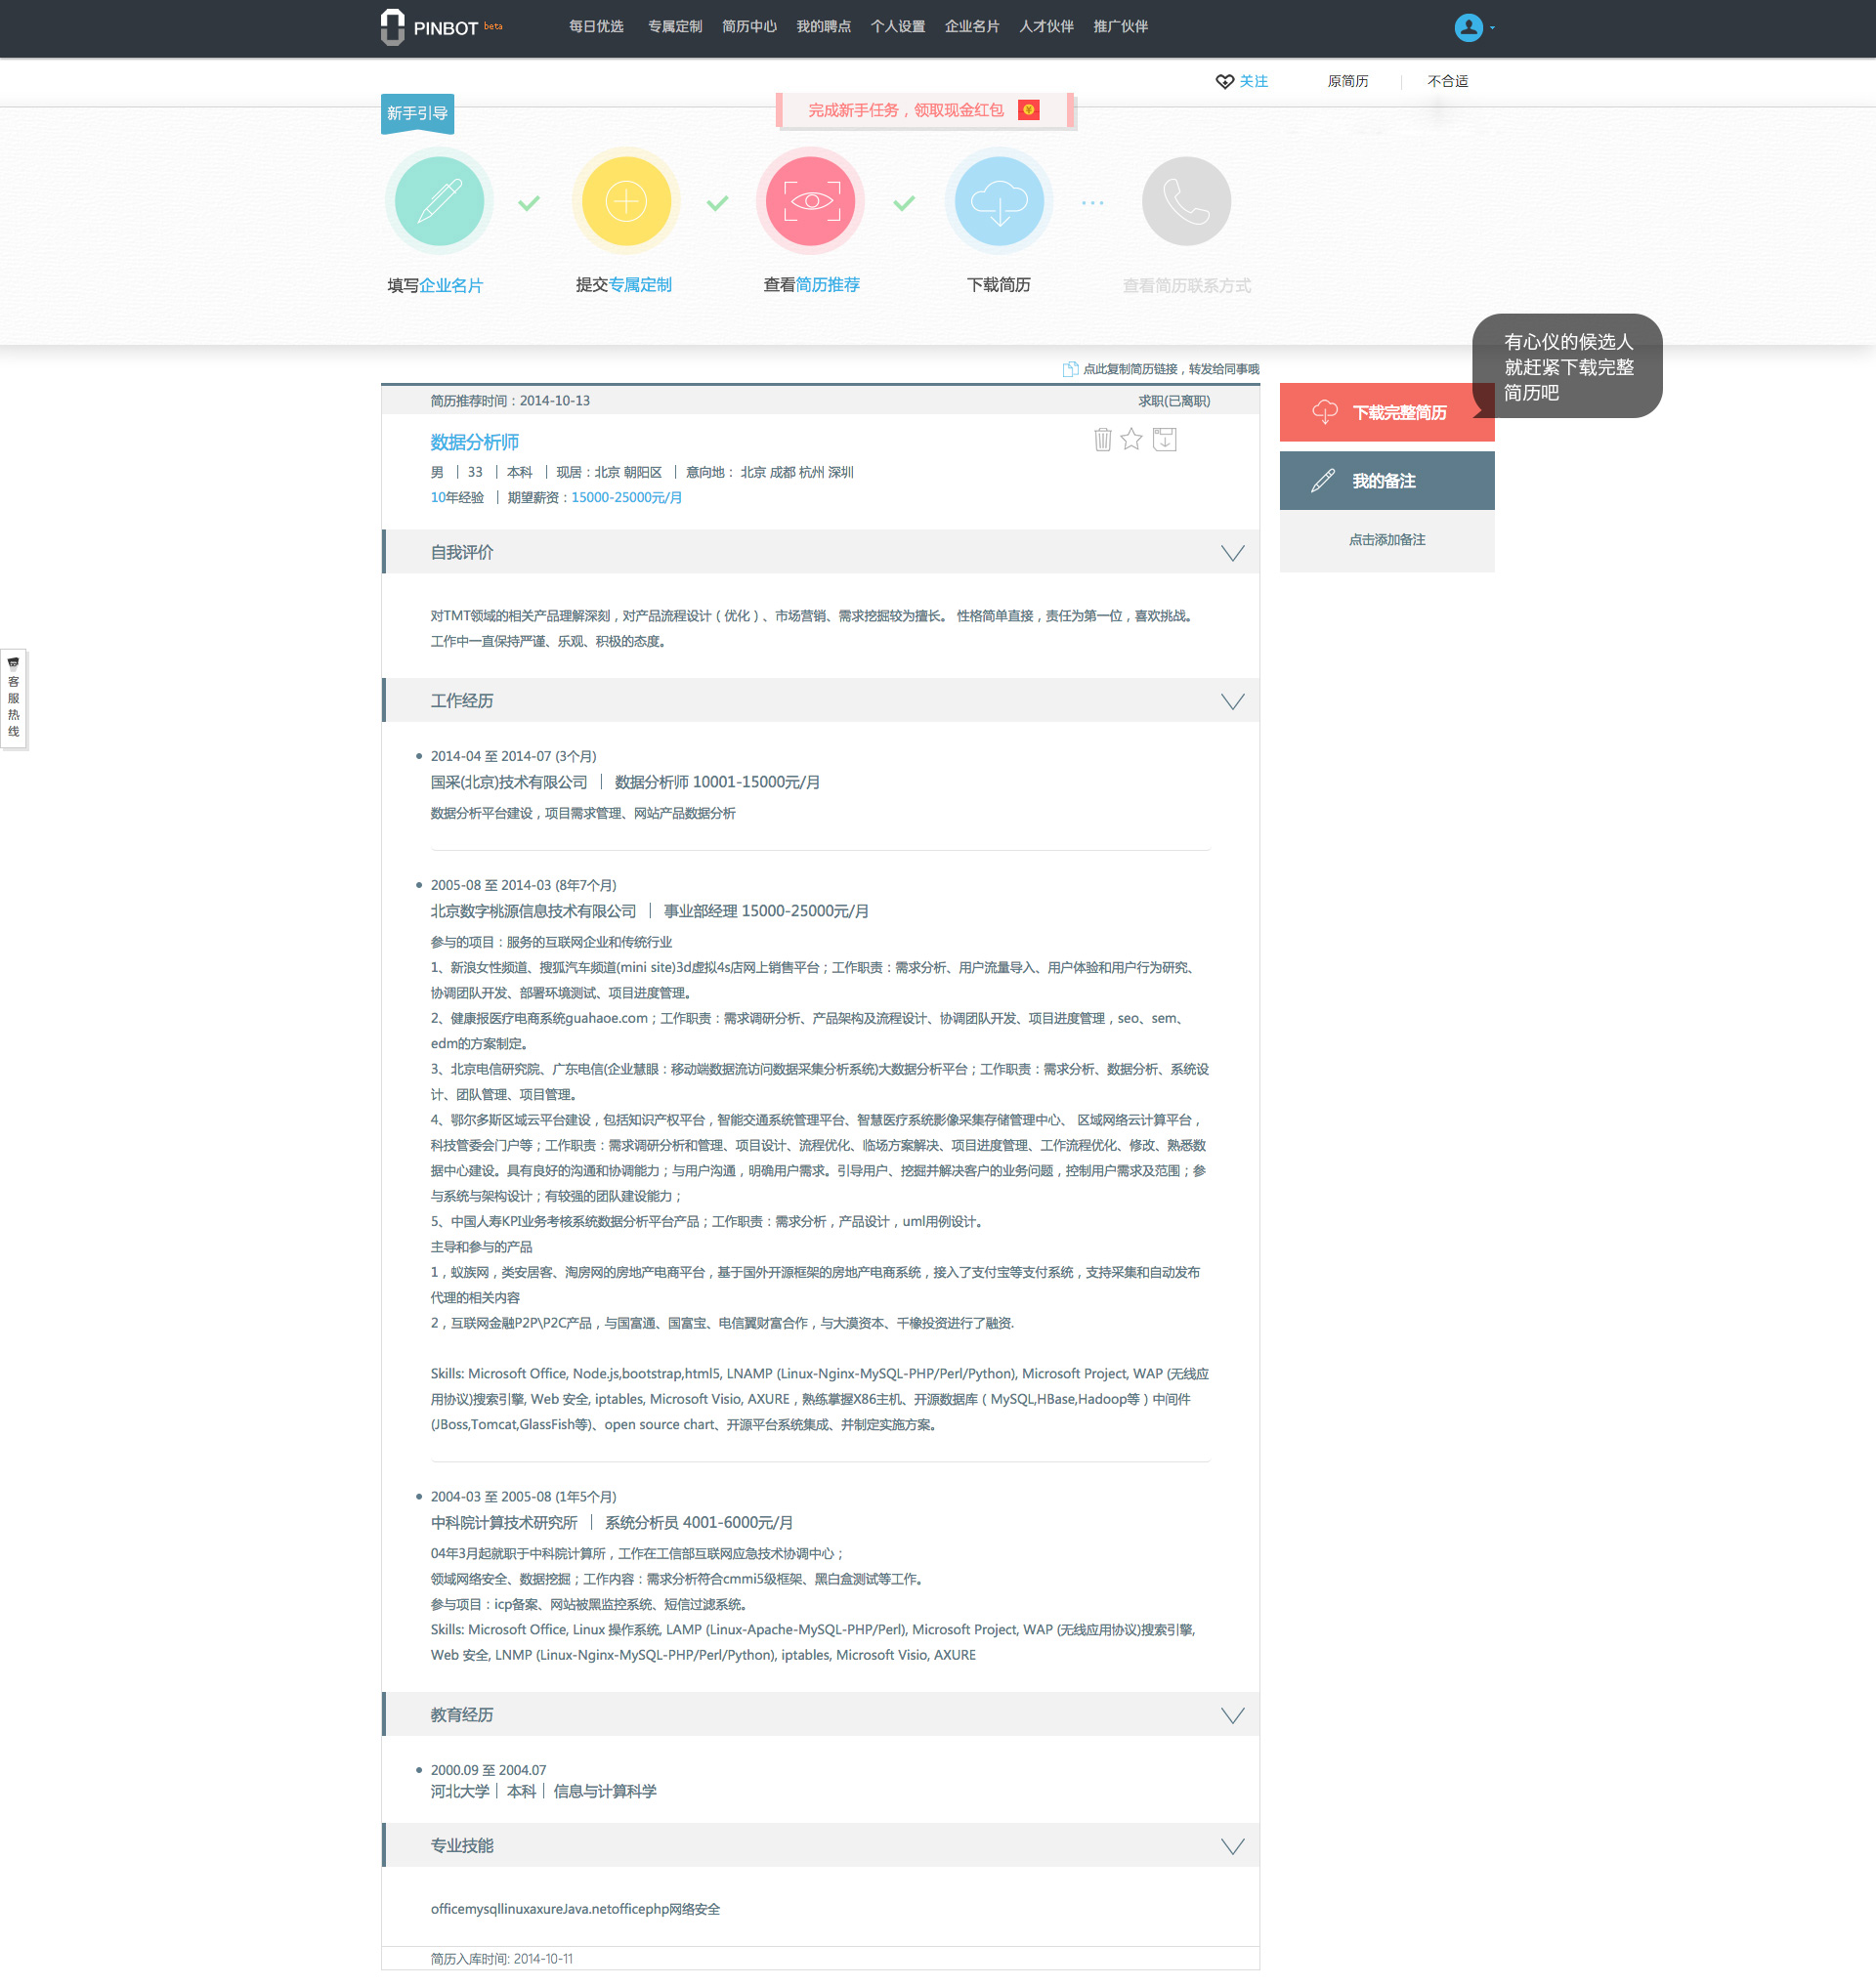 PINBOT beta
每日优选 专属定制 简历中心 我的聘点 个人设置 企业名片 人才伙伴 推广伙伴
关注 原简历 不合适
新手引导
完成新手任务，领取现金红包
填写企业名片 提交专属定制 查看简历推荐 下载简历 查看简历联系方式
有心仪的候选人
就赶紧下载完整
简历吧
点此复制简历链接，转发给同事哦
简历推荐时间：2014-10-13 求职(已离职)
下载完整简历
数据分析师
男 | 33 | 本科 | 现居：北京 朝阳区 | 意向地： 北京 成都 杭州 深圳
10年经验 | 期望薪资：15000-25000元/月
我的备注
点击添加备注
自我评价
对TMT领域的相关产品理解深刻，对产品流程设计（优化）、市场营销、需求挖掘较为擅长。 性格简单直接，责任为第一位，喜欢挑战。
工作中一直保持严谨、乐观、积极的态度。
客
服
热
线
工作经历
2014-04 至 2014-07 (3个月)
国采(北京)技术有限公司 | 数据分析师 10001-15000元/月
数据分析平台建设，项目需求管理、网站产品数据分析
2005-08 至 2014-03 (8年7个月)
北京数字桃源信息技术有限公司 | 事业部经理 15000-25000元/月
参与的项目：服务的互联网企业和传统行业
1、新浪女性频道、搜狐汽车频道(mini site)3d虚拟4s店网上销售平台；工作职责：需求分析、用户流量导入、用户体验和用户行为研究、
协调团队开发、部署环境测试、项目进度管理。
2、健康报医疗电商系统guahaoe.com；工作职责：需求调研分析、产品架构及流程设计、协调团队开发、项目进度管理，seo、sem、
edm的方案制定。
3、北京电信研究院、广东电信(企业慧眼：移动端数据流访问数据采集分析系统)大数据分析平台；工作职责：需求分析、数据分析、系统设
计、团队管理、项目管理。
4、鄂尔多斯区域云平台建设，包括知识产权平台，智能交通系统管理平台、智慧医疗系统影像采集存储管理中心、 区域网络云计算平台，
科技管委会门户等；工作职责：需求调研分析和管理、项目设计、流程优化、临场方案解决、项目进度管理、工作流程优化、修改、熟悉数
据中心建设。具有良好的沟通和协调能力；与用户沟通，明确用户需求。引导用户、挖掘并解决客户的业务问题，控制用户需求及范围；参
与系统与架构设计；有较强的团队建设能力；
5、中国人寿KPI业务考核系统数据分析平台产品；工作职责：需求分析，产品设计，uml用例设计。
主导和参与的产品
1，蚁族网，类安居客、淘房网的房地产电商平台，基于国外开源框架的房地产电商系统，接入了支付宝等支付系统，支持采集和自动发布
代理的相关内容
2，互联网金融P2P\P2C产品，与国富通、国富宝、电信翼财富合作，与大漠资本、千橡投资进行了融资.
Skills: Microsoft Office, Node.js,bootstrap,html5, LNAMP (Linux-Nginx-MySQL-PHP/Perl/Python), Microsoft Project, WAP (无线应
用协议)搜索引擎, Web 安全, iptables, Microsoft Visio, AXURE，熟练掌握X86主机、开源数据库（MySQL,HBase,Hadoop等）中间件
(JBoss,Tomcat,GlassFish等)、open source chart、开源平台系统集成、并制定实施方案。
2004-03 至 2005-08 (1年5个月)
中科院计算技术研究所 | 系统分析员 4001-6000元/月
04年3月起就职于中科院计算所，工作在工信部互联网应急技术协调中心；
领域网络安全、数据挖掘；工作内容：需求分析符合cmmi5级框架、黑白盒测试等工作。
参与项目：icp备案、网站被黑监控系统、短信过滤系统。
Skills: Microsoft Office, Linux 操作系统, LAMP (Linux-Apache-MySQL-PHP/Perl), Microsoft Project, WAP (无线应用协议)搜索引擎,
Web 安全, LNMP (Linux-Nginx-MySQL-PHP/Perl/Python), iptables, Microsoft Visio, AXURE
教育经历
2000.09 至 2004.07
河北大学 | 本科 | 信息与计算科学
专业技能
officemysqllinuxaxureJava.netofficephp网络安全
简历入库时间: 2014-10-11